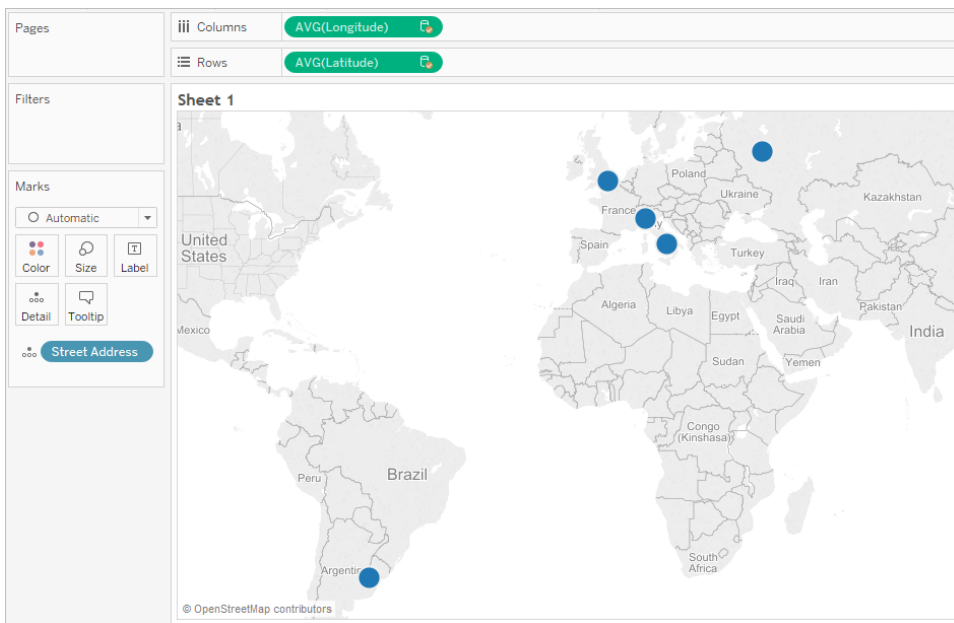 Pages
Columns
AVG(Longitude)
Rows
AVG(Latitude)
Filters
Sheet 1
Marks
Automatic
Color
Size
T
Label
Detail
Tooltip
Street Address
Poland
Ukraine
Kazakhstan
France
United
States
Spain
Turkey
Iraq
Iran
Algeria
Libya
Egypt
Pakistan
Mexico
Saudi
Arabia
India
Sudan
Yemen
Congo
(Kinshasa)
Peru
Brazil
South
Africa
© OpenStreetMap contributors